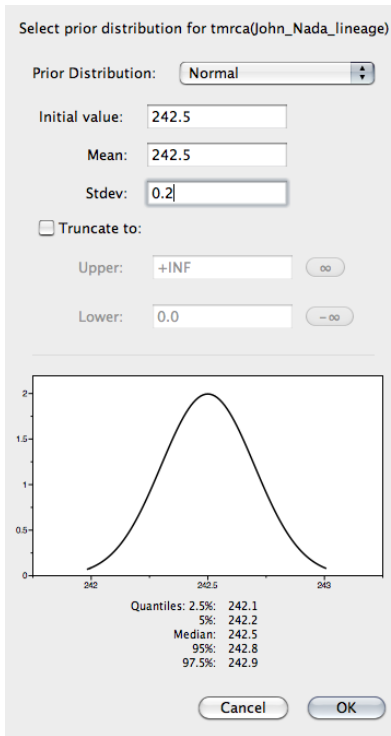 Select prior distribution for tmrca(John_Nada_lineage)
Prior Distribution: Normal
Initial value: 242.5
Mean: 242.5
Stdev: 0.2
Truncate to:
Upper: +INF ∞
Lower: 0.0 -∞
2
1.5
1
0.5
0
242 242.5 243
Quantiles: 2.5%: 242.1
5%: 242.2
Median: 242.5
95%: 242.8
97.5%: 242.9
Cancel OK